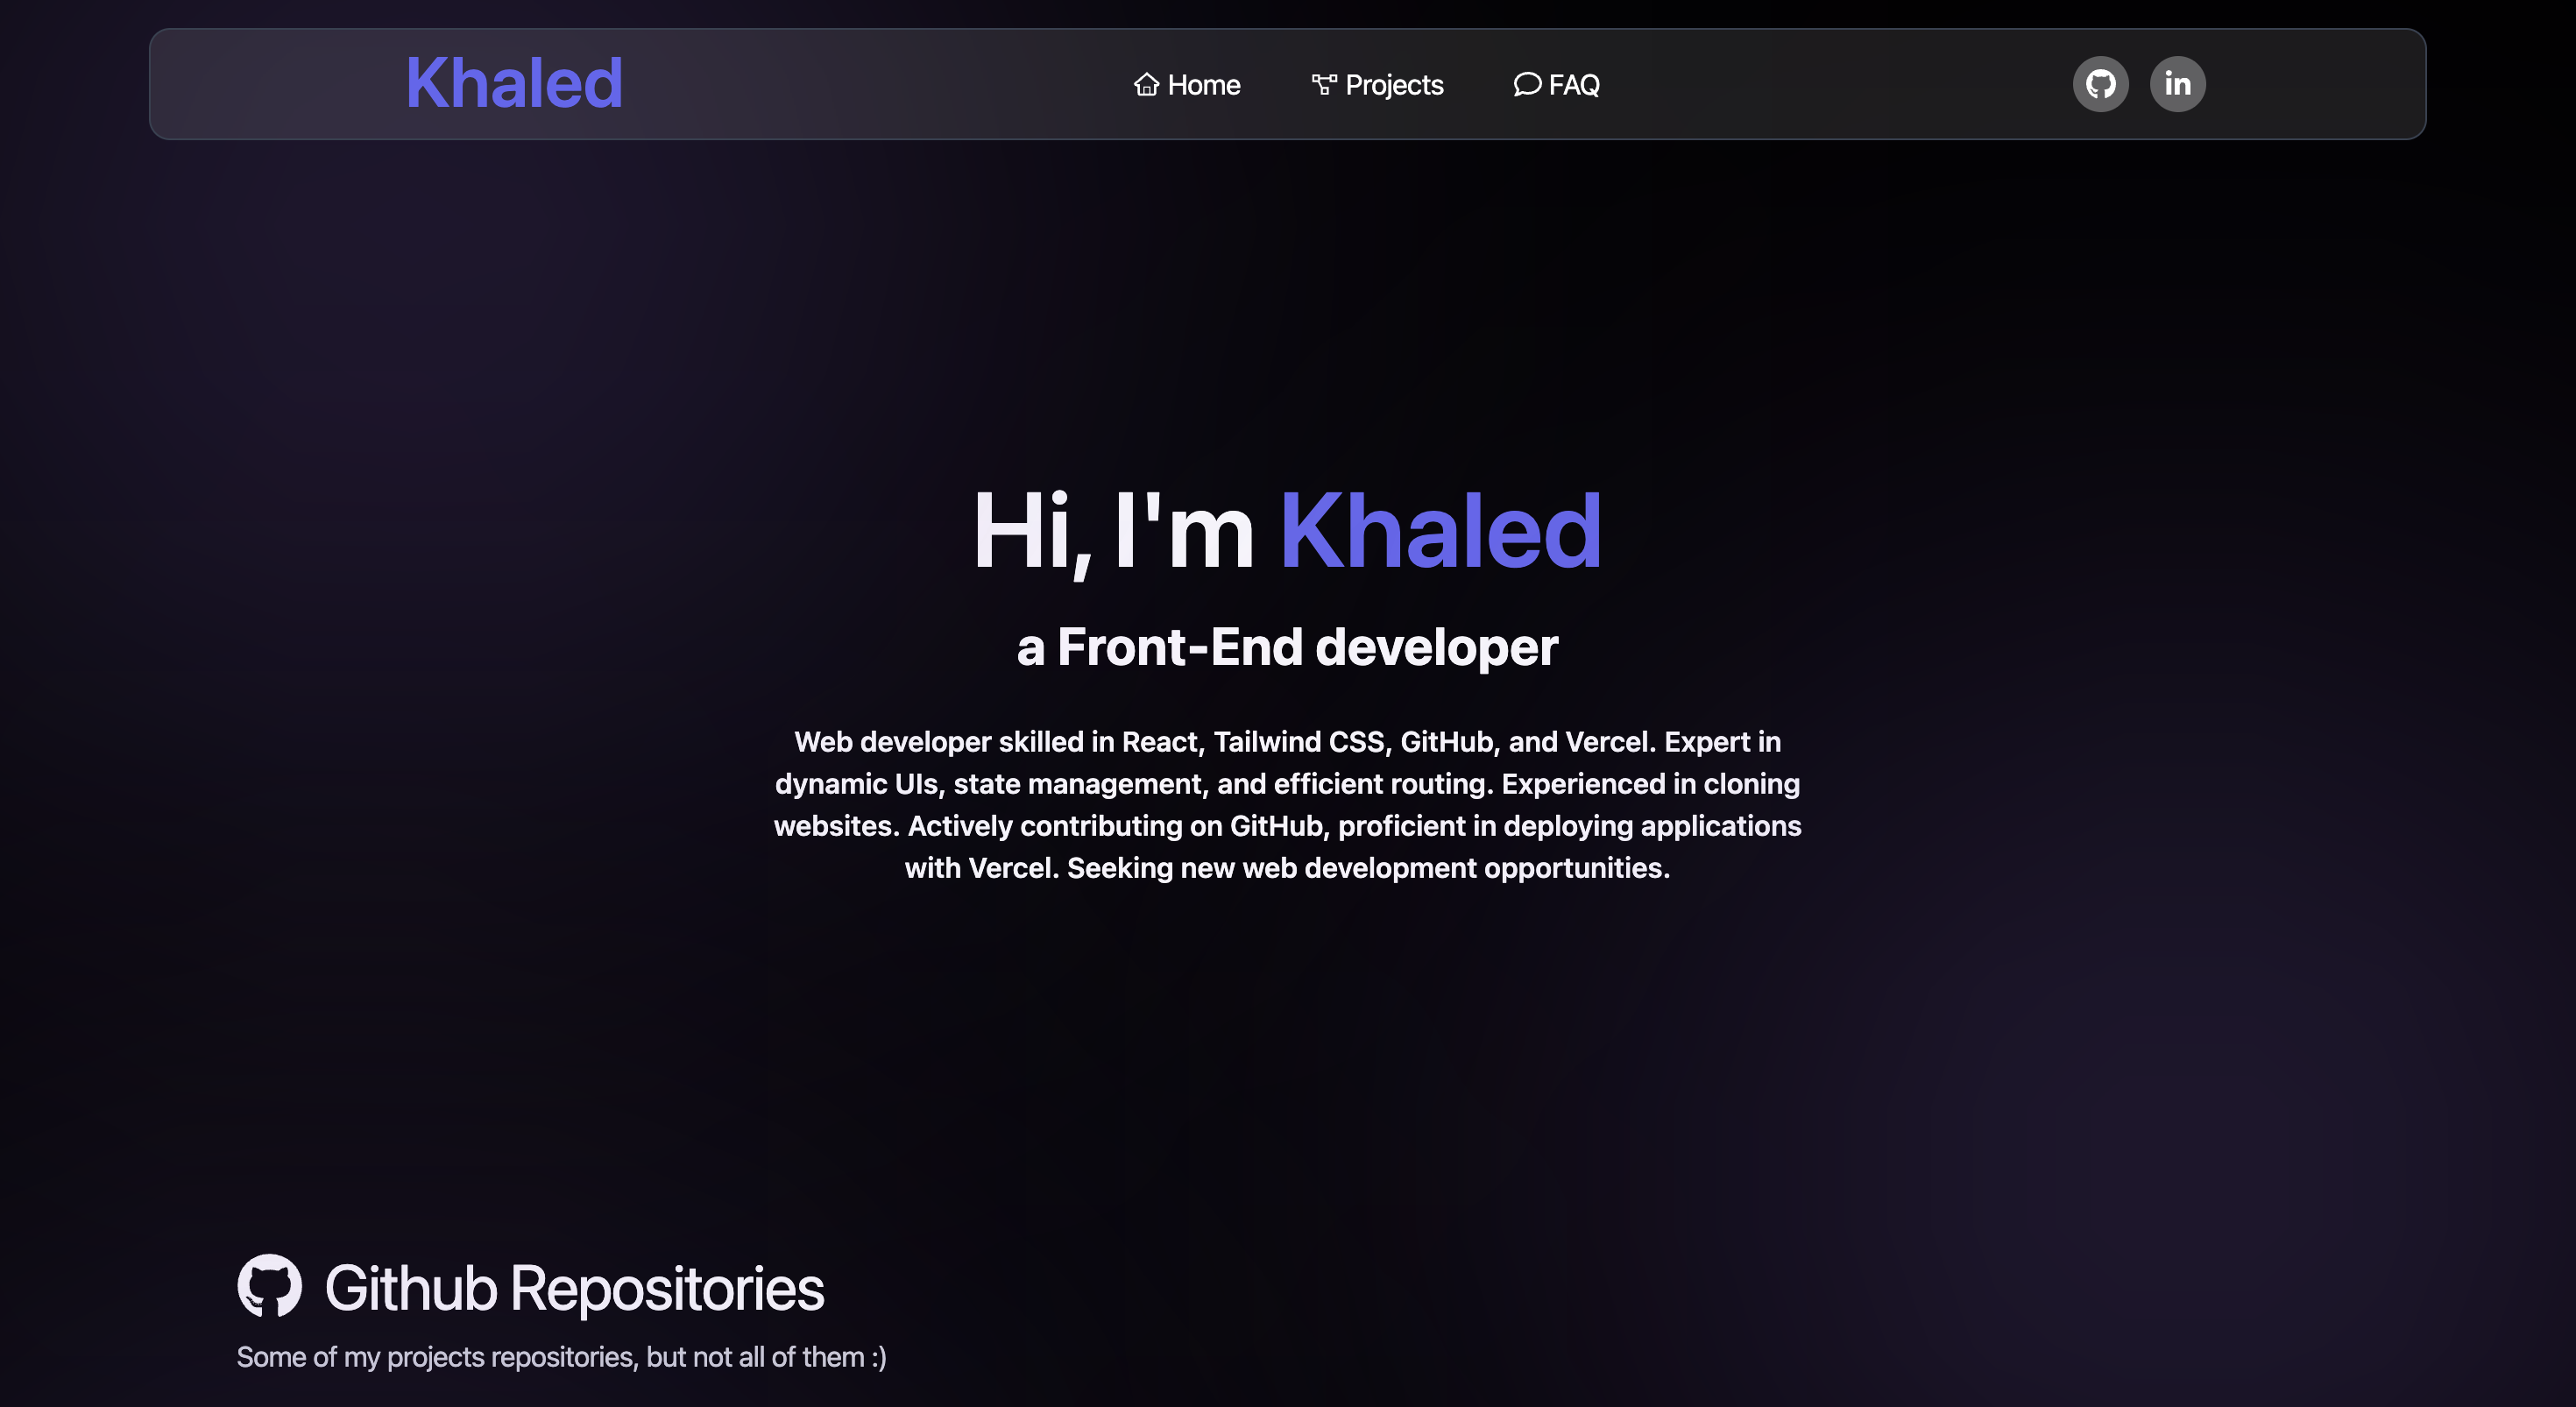 Khaled
Home
Projects
FAQ
in
Hi, I'm Khaled
a Front-End developer
Web developer skilled in React, Tailwind CSS, GitHub, and Vercel. Expert in
dynamic UIs, state management, and efficient routing. Experienced in cloning
websites. Actively contributing on GitHub, proficient in deploying applications
with Vercel. Seeking new web development opportunities.
Github Repositories
Some of my projects repositories, but not all of them :)